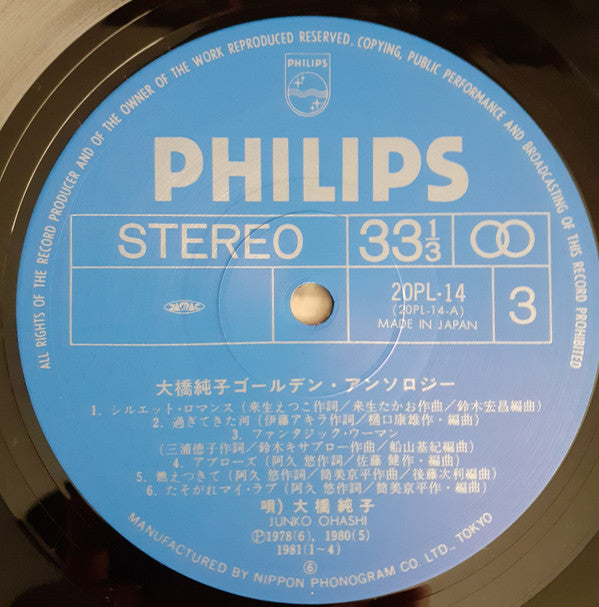 ALL RIGHTS OF THE RECORD PRODUCER AND OF THE OWNER OF THE WORK REPRODUCED RESERVED. COPYING, PUBLIC PERFORMANCE AND BROADCASTING OF THIS RECORD PROHIBITED
PHILIPS
PHILIPS
STEREO
33 1/3
20PL-14
(20PL-14-A)
MADE IN JAPAN
3
大橋純子ゴールデン・アンソロジー
1. シルエット・ロマンス (来生えつこ作詞/来生たかお作曲/鈴木宏昌編曲)
2. 過ぎてきた河 (伊藤アキラ作詞/樋口康雄作・編曲)
3. ファンタジック・ウーマン
(三浦徳子作詞/鈴木キサブロー作曲/船山基紀編曲)
4. アプローズ (阿久 悠作詞/佐藤 健作・編曲)
5. 燃えつきて (阿久 悠作詞/筒美京平作曲/後藤次利編曲)
6. たそがれマイ・ラブ (阿久 悠作詞/筒美京平作・編曲)
唄) 大橋純子
JUNKO OHASHI
Ⓟ1978(6), 1980(5)
1981(1~4)
⑥
MANUFACTURED BY NIPPON PHONOGRAM CO. LTD., TOKYO